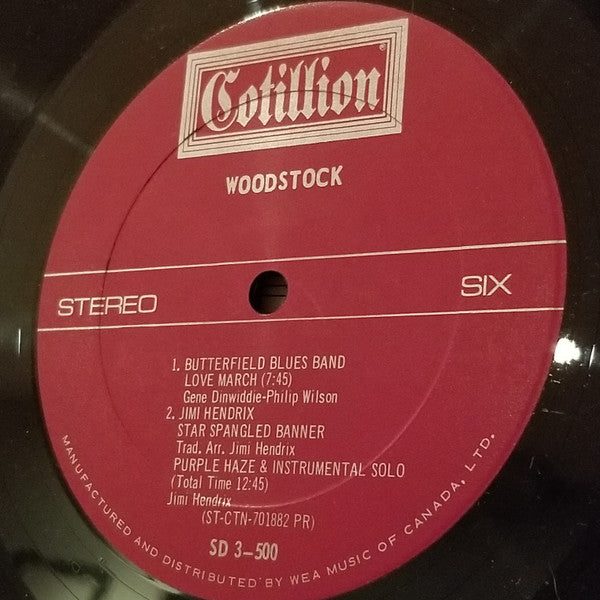 Cotillion®
WOODSTOCK
STEREO SIX
1. BUTTERFIELD BLUES BAND
LOVE MARCH (7:45)
Gene Dinwiddie-Philip Wilson
2. JIMI HENDRIX
STAR SPANGLED BANNER
Trad. Arr. Jimi Hendrix
PURPLE HAZE & INSTRUMENTAL SOLO
(Total Time 12:45)
Jimi Hendrix
(ST-CTN-701882 PR)
SD 3-500
MANUFACTURED AND DISTRIBUTED BY WEA MUSIC OF CANADA, LTD.